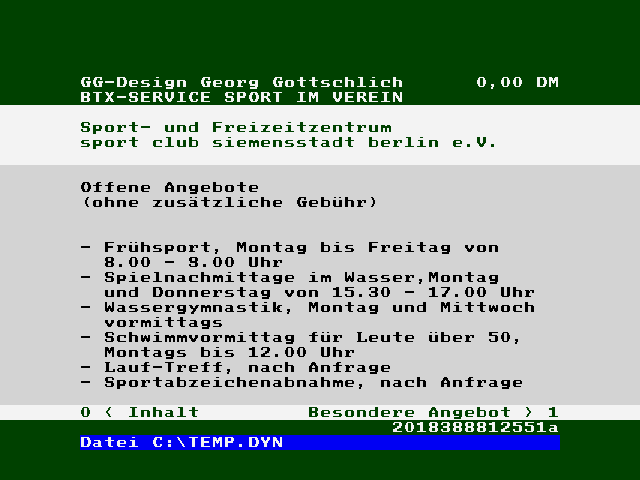 GG-Design Georg Gottschlich 0,00 DM
BTX-SERVICE SPORT IM VEREIN
Sport- und Freizeitzentrum
sport club siemensstadt berlin e.V.
Offene Angebote
(ohne zusätzliche Gebühr)
- Frühsport, Montag bis Freitag von
8.00 - 8.00 Uhr
- Spielnachmittage im Wasser,Montag
und Donnerstag von 15.30 - 17.00 Uhr
- Wassergymnastik, Montag und Mittwoch
vormittags
- Schwimmvormittag für Leute über 50,
Montags bis 12.00 Uhr
- Lauf-Treff, nach Anfrage
- Sportabzeichenabnahme, nach Anfrage
0 < Inhalt Besondere Angebot > 1
2018388812551a
Datei C:\TEMP.DYN